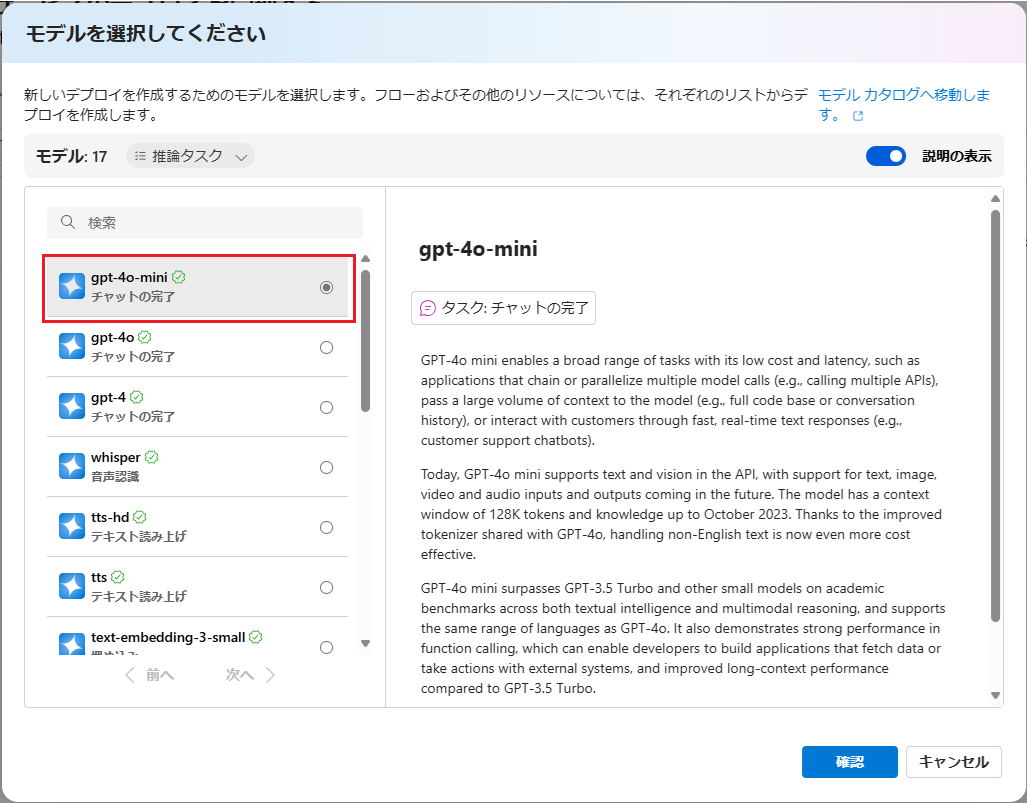 モデルを選択してください
新しいデプロイを作成するためのモデルを選択します。フローおよびその他のリソースについては、それぞれのリストからデ
プロイを作成します。
モデル カタログへ移動しま
す。
モデル: 17
推論タスク
説明の表示
検索
gpt-4o-mini
チャットの完了
gpt-4o
チャットの完了
gpt-4
チャットの完了
whisper
音声認識
tts-hd
テキスト読み上げ
tts
テキスト読み上げ
text-embedding-3-small
前へ
次へ
gpt-4o-mini
タスク: チャットの完了
GPT-4o mini enables a broad range of tasks with its low cost and latency, such as
applications that chain or parallelize multiple model calls (e.g., calling multiple APIs),
pass a large volume of context to the model (e.g., full code base or conversation
history), or interact with customers through fast, real-time text responses (e.g.,
customer support chatbots).
Today, GPT-4o mini supports text and vision in the API, with support for text, image,
video and audio inputs and outputs coming in the future. The model has a context
window of 128K tokens and knowledge up to October 2023. Thanks to the improved
tokenizer shared with GPT-4o, handling non-English text is now even more cost
effective.
GPT-4o mini surpasses GPT-3.5 Turbo and other small models on academic
benchmarks across both textual intelligence and multimodal reasoning, and supports
the same range of languages as GPT-4o. It also demonstrates strong performance in
function calling, which can enable developers to build applications that fetch data or
take actions with external systems, and improved long-context performance
compared to GPT-3.5 Turbo.
確認
キャンセル